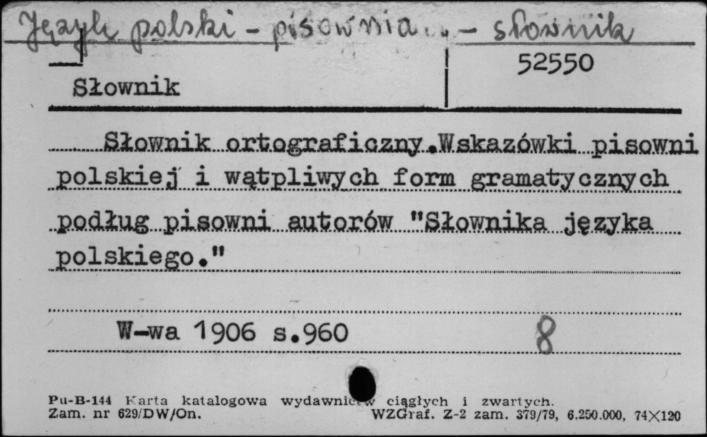 Język polski - pisownia - słownik
52550
Słownik
Słownik ortograficzny.Wskazówki pisowni
polskiej i wątpliwych form gramatycznych
podług pisowni autorów "Słownika języka
polskiego."
W-wa 1906 s.960 8
Pu-B-144 Karta katalogowa wydawnictw ciągłych i zwartych.
Zam. nr 629/DW/On. WZGraf. Z-2 zam. 379/79, 6.250.000, 74×120